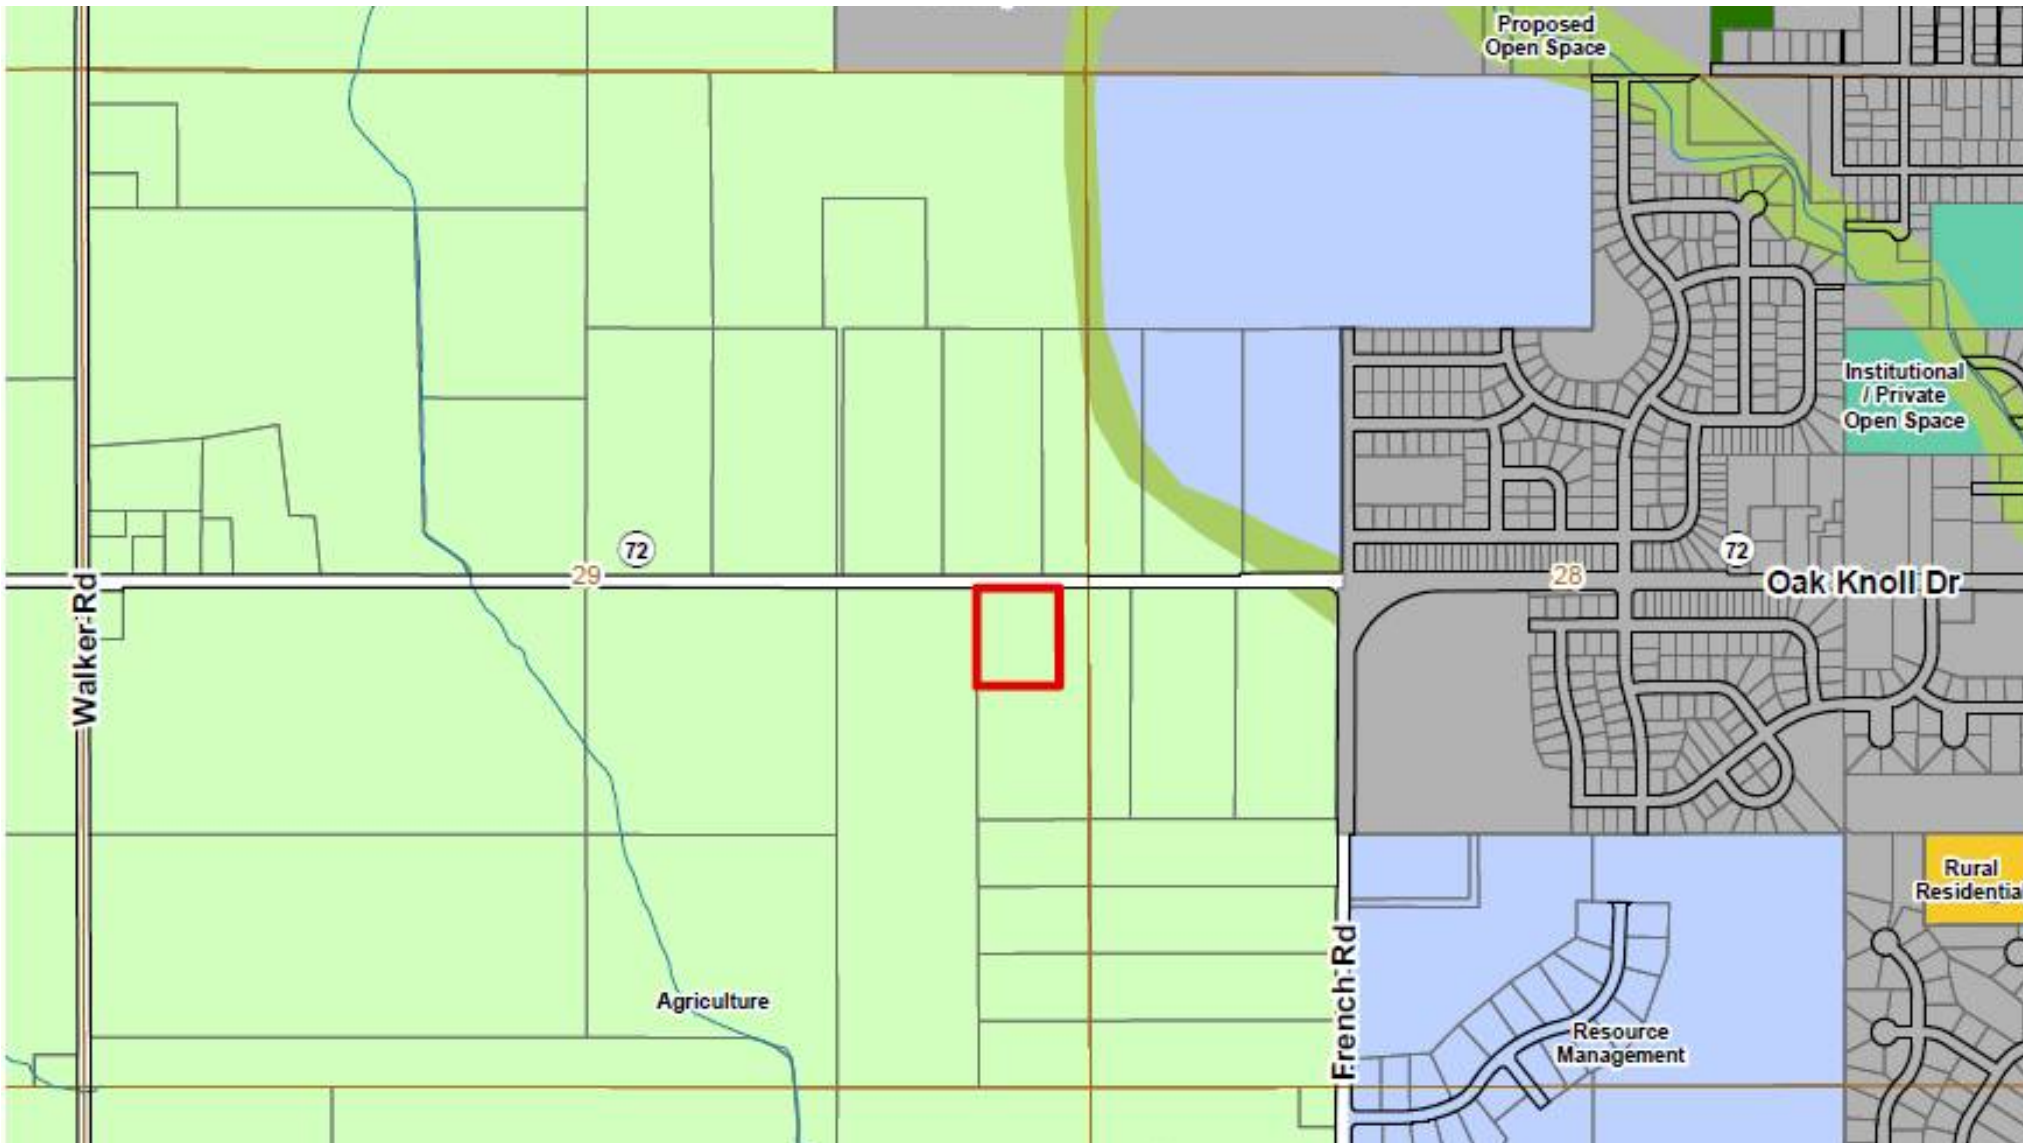 Proposed
Open Space
Institutional
/ Private
Open Space
72
72
29
28
Oak Knoll Dr
Walker Rd
Rural
Residential
French Rd
Agriculture
Resource
Management